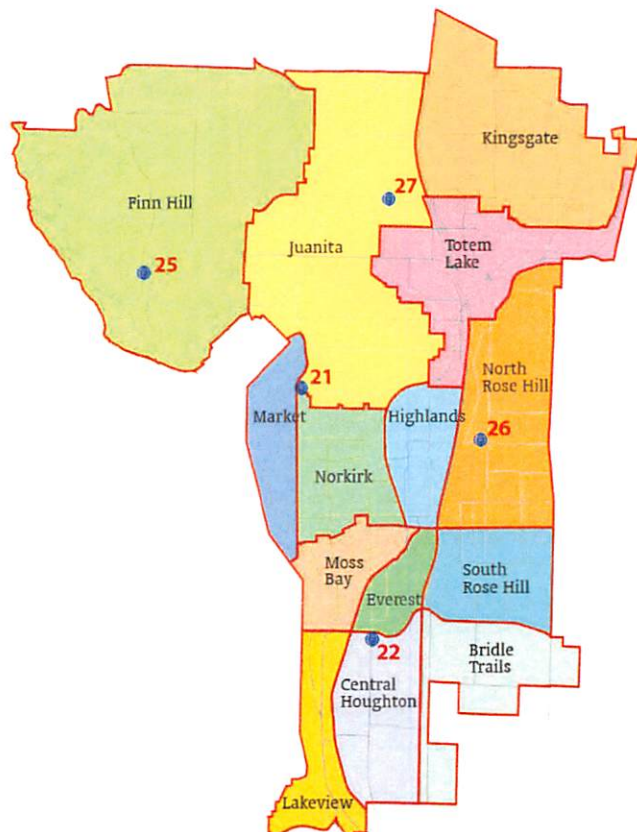 Kingsgate
27
Finn Hill
Juanita
Totem
Lake
25
North
Rose Hill
21
Market
Highlands
26
Norkirk
Moss
Bay
South
Rose Hill
Everest
22
Bridle
Trails
Central
Houghton
Lakeview